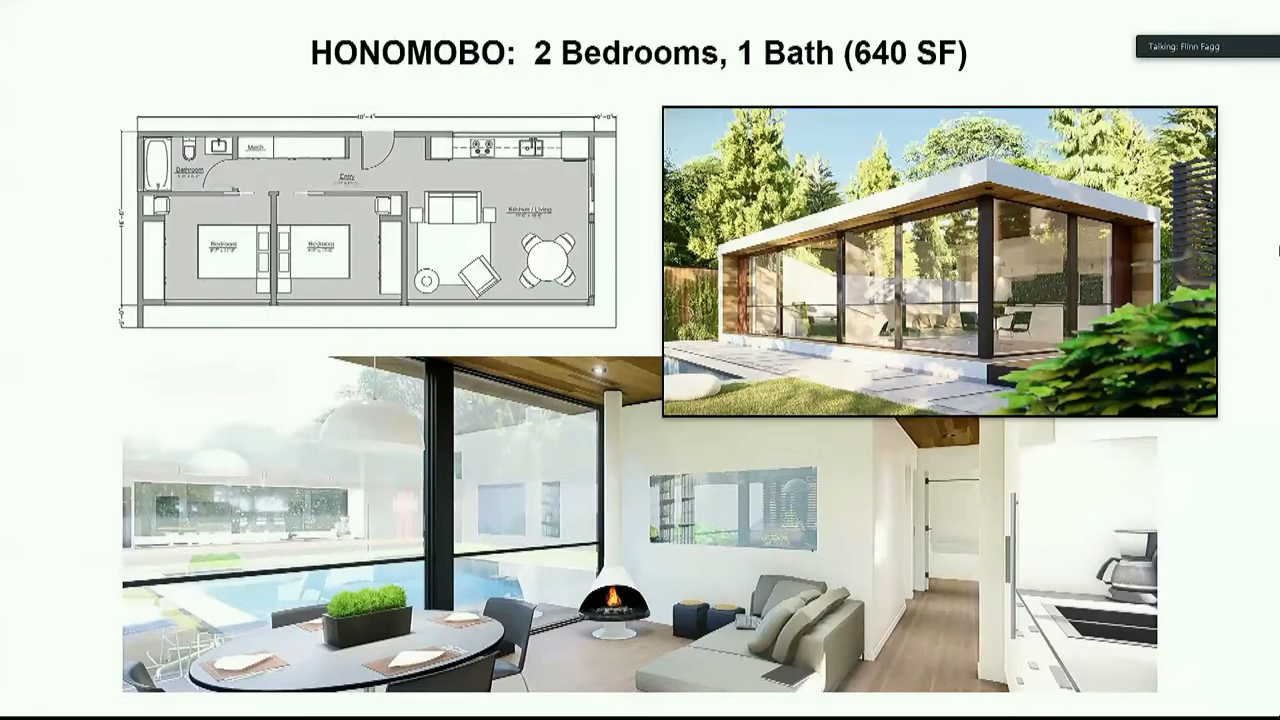 HONOMOBO: 2 Bedrooms, 1 Bath (640 SF)
Talking: Flinn Fagg
Mech.
Bathroom
Entry
Kitchen / Living
Bedroom
Bedroom